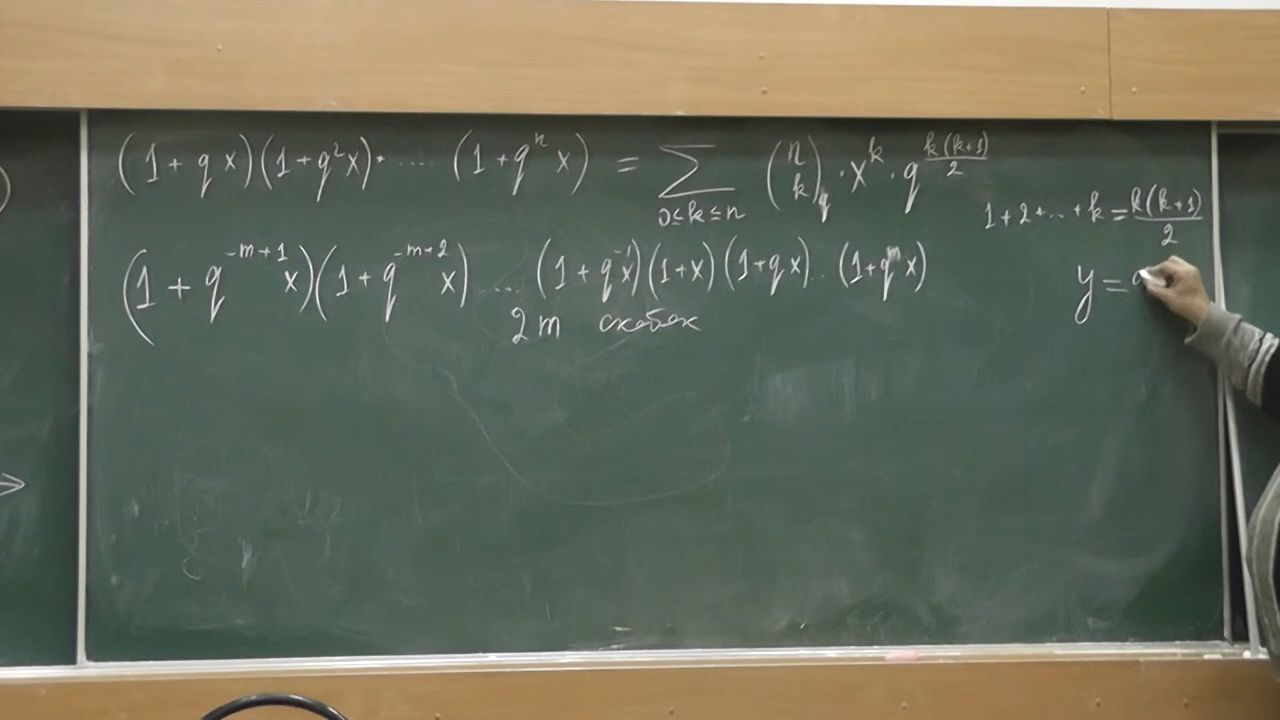 (1+qx)(1+q²x)·....(1+qⁿx) = ∑_{0≤k≤n} (n k)_q · x^k · q^{k(k+1)/2}
1+2+..+k = k(k+1)/2
(1+q^{-m+1}x)(1+q^{-m+2}x)....(1+q^{-1}x)(1+x)(1+qx)..(1+q^m x)
y =
2m скобок